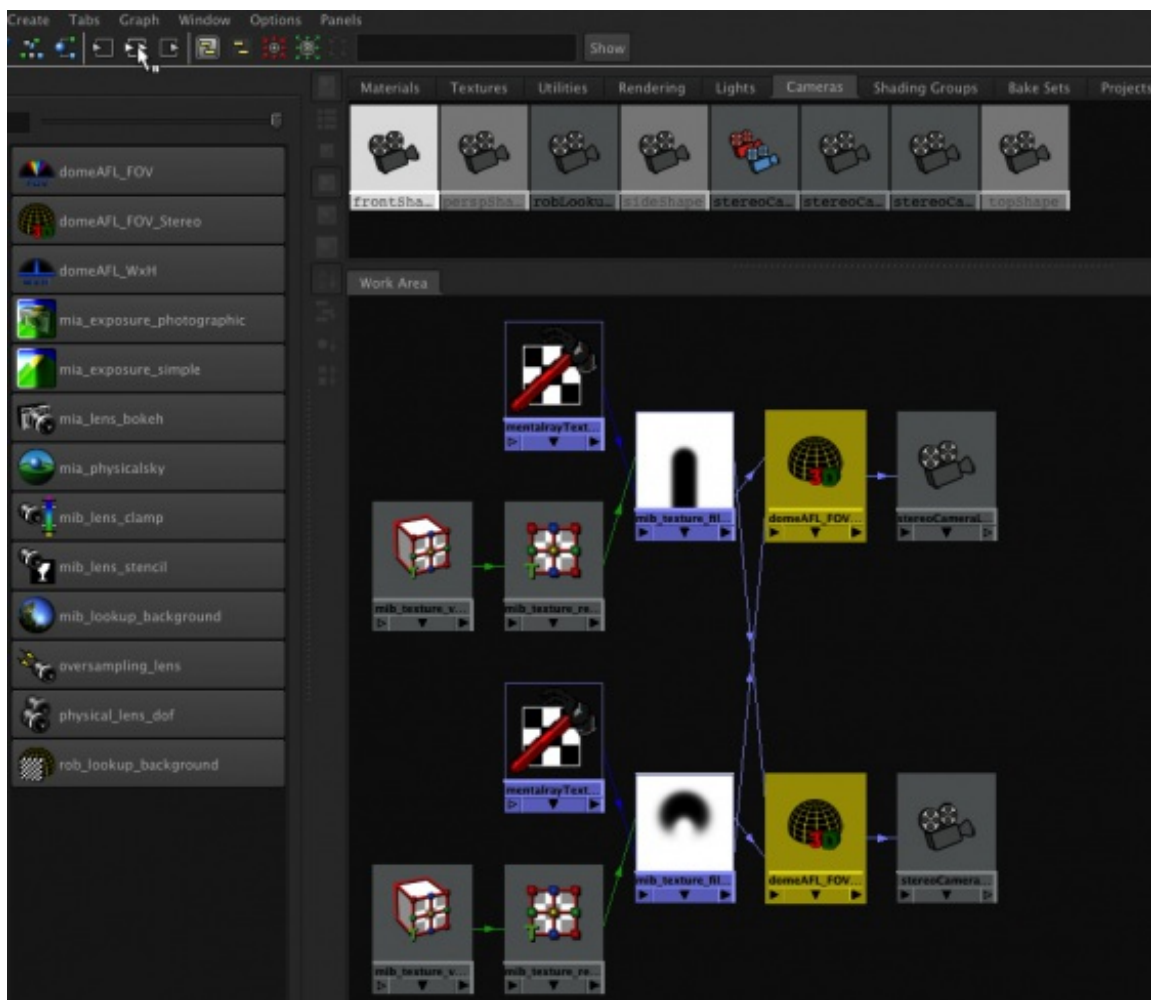 Create Tabs Graph Window Options Panels
Show
Materials Textures Utilities Rendering Lights Cameras Shading Groups Bake Sets Projects
frontSha... perspSha... robLooku... sideShape stereoCa... stereoCa... stereoCa... topShape
domeAFL_FOV
domeAFL_FOV_Stereo
domeAFL_WxH
mia_exposure_photographic
mia_exposure_simple
mia_lens_bokeh
mia_physicalsky
mib_lens_clamp
mib_lens_stencil
mib_lookup_background
oversampling_lens
physical_lens_dof
rob_lookup_background
Work Area
mentalrayText...
mib_texture_fil... domeAFL_FOV... stereoCameraL...
mib_texture_v... mib_texture_re...
mentalrayText...
mib_texture_fil... domeAFL_FOV... stereoCamera...
mib_texture_v... mib_texture_re...